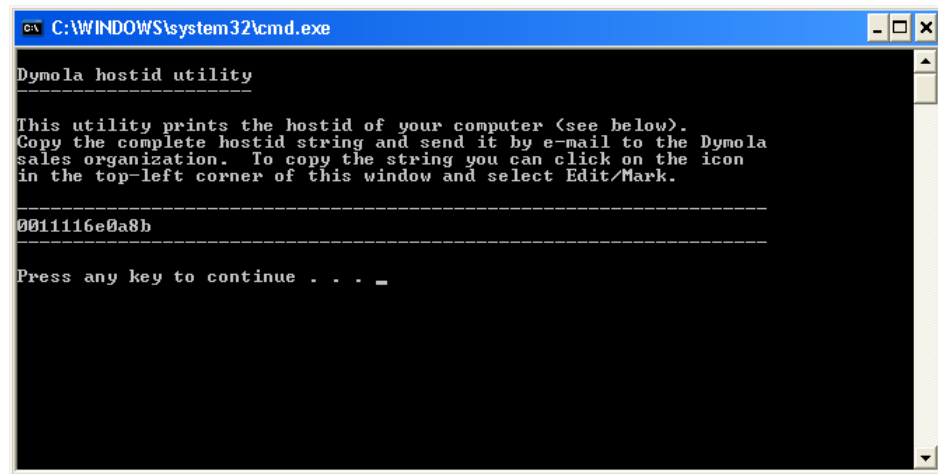 C:\WINDOWS\system32\cmd.exe
Dymola hostid utility
---------------------
This utility prints the hostid of your computer (see below).
Copy the complete hostid string and send it by e-mail to the Dymola
sales organization.  To copy the string you can click on the icon
in the top-left corner of this window and select Edit/Mark.
-------------------------------------------------------------------
0011116e0a8b
-------------------------------------------------------------------
Press any key to continue . . . _